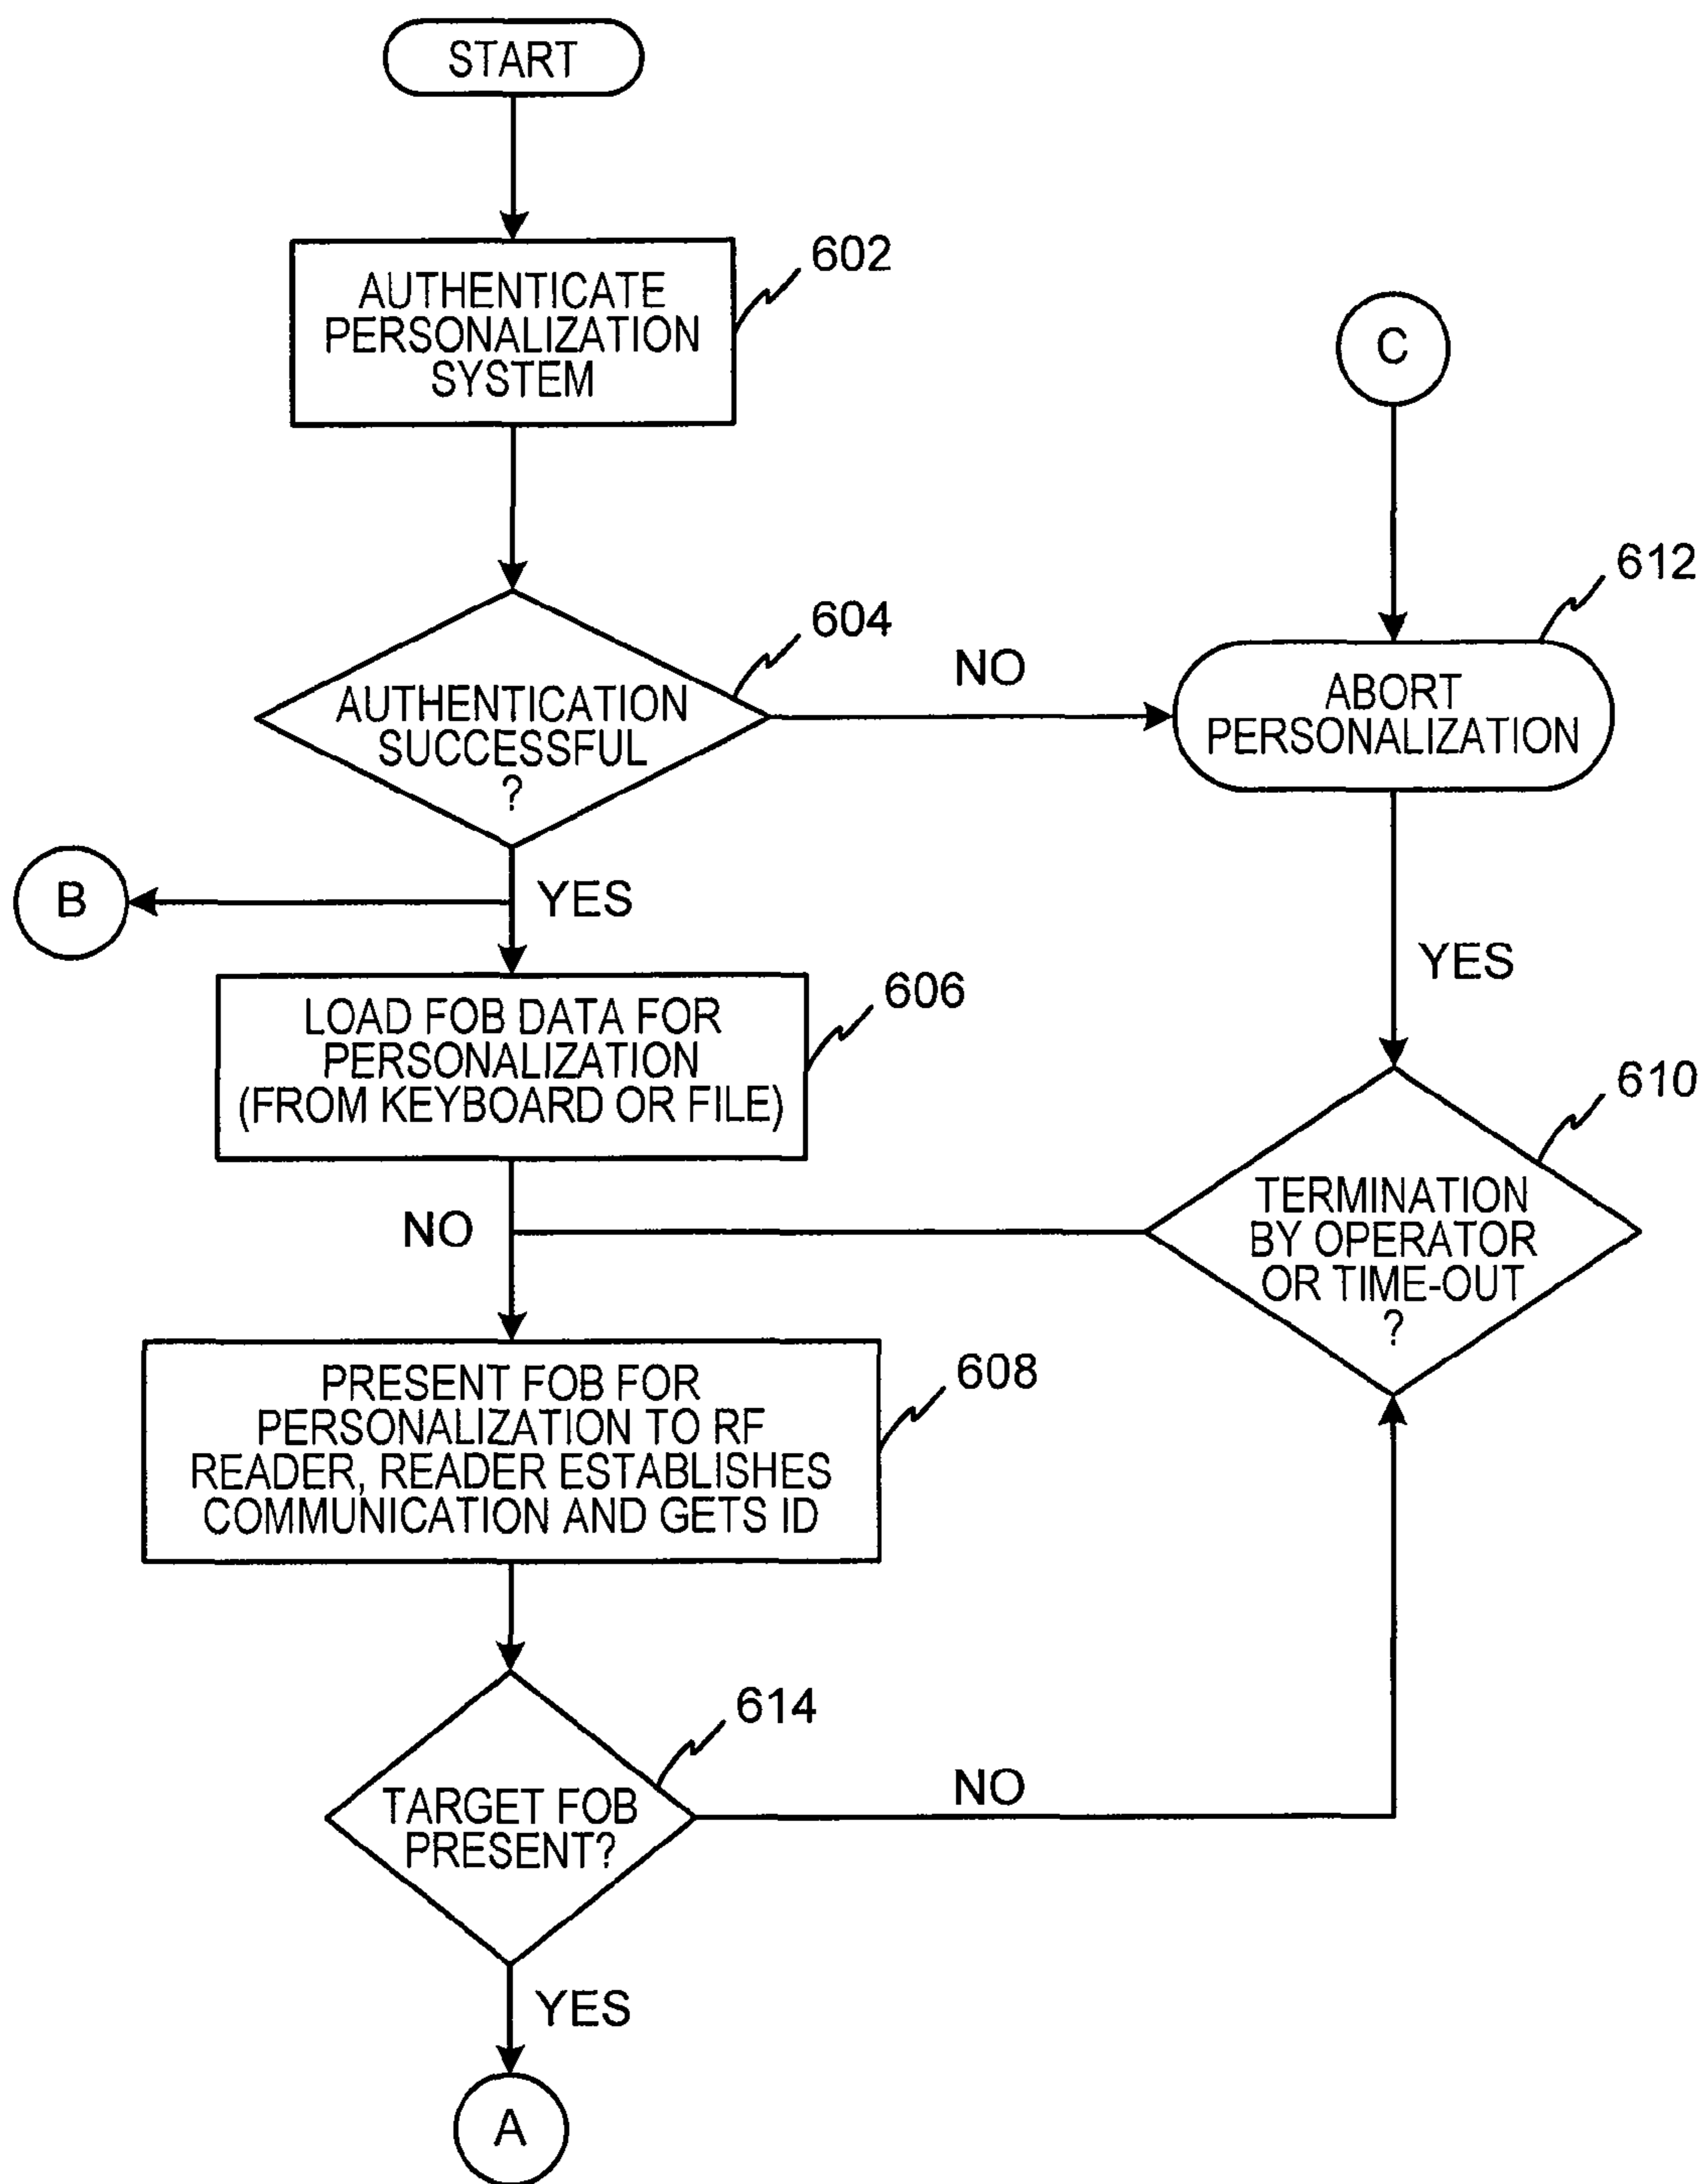 START
602
AUTHENTICATE
PERSONALIZATION
SYSTEM
C
612
604
NO
ABORT
PERSONALIZATION
AUTHENTICATION
SUCCESSFUL
?
B
YES
YES
606
LOAD FOB DATA FOR
PERSONALIZATION
(FROM KEYBOARD OR FILE)
610
TERMINATION
BY OPERATOR
OR TIME-OUT
?
NO
608
PRESENT FOB FOR
PERSONALIZATION TO RF
READER, READER ESTABLISHES
COMMUNICATION AND GETS ID
614
NO
TARGET FOB
PRESENT?
YES
A